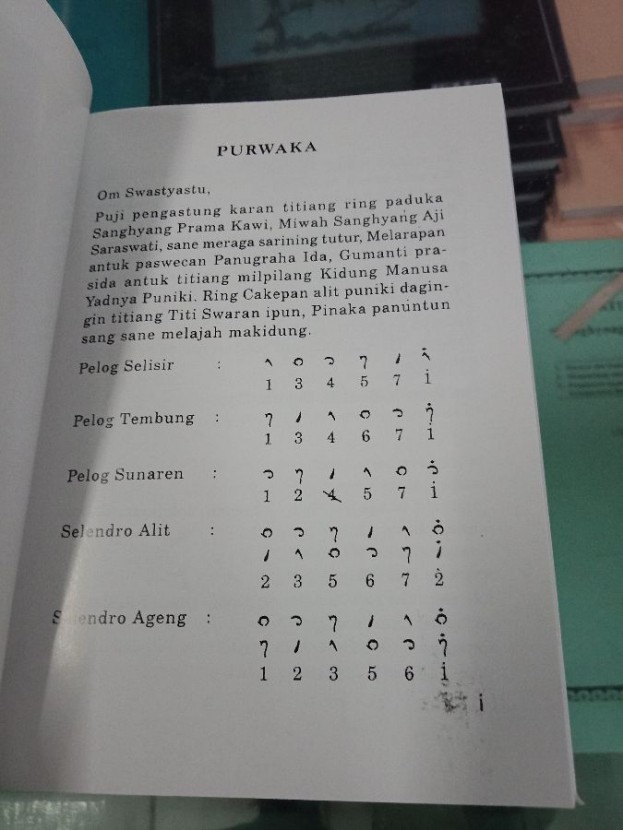 PURWAKA
Om Swastyastu,
Puji pengastung karan titiang ring paduka
Sanghyang Prama Kawi, Miwah Sanghyang Aji
Saraswati, sane meraga sarining tutur, Melarapan
antuk paswecan Panugraha Ida, Gumanti pra-
sida antuk titiang milpilang Kidung Manusa
Yadnya Puniki. Ring Cakepan alit puniki dagin-
gin titiang Titi Swaran ipun, Pinaka panuntun
sang sane melajah makidung.
Pelog Selisir :
1 3 4 5 7 i
Pelog Tembung :
1 3 4 6 7 i
Pelog Sunaren :
1 2 4 5 7 i
Selendro Alit :
2 3 5 6 7 2̇
Selendro Ageng :
1 2 3 5 6 i
i